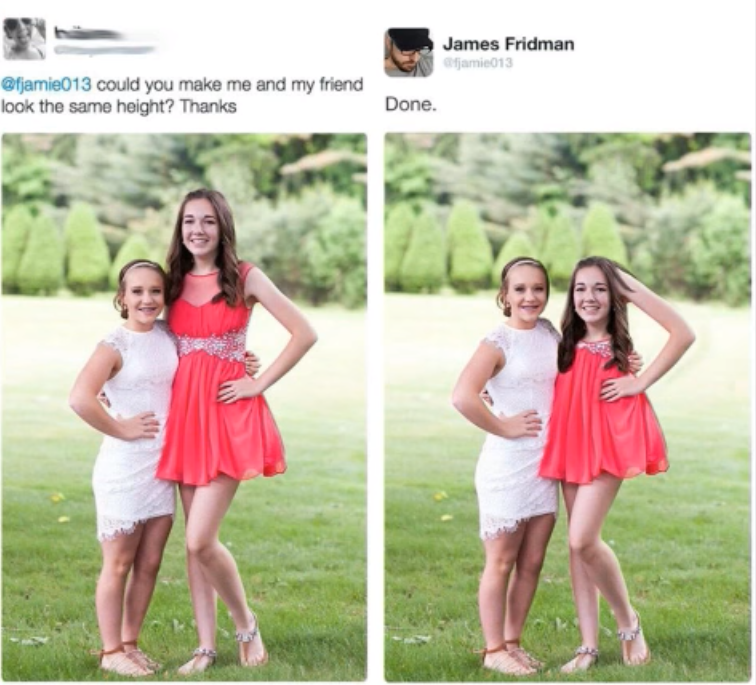 @fjamie013 could you make me and my friend
look the same height? Thanks
James Fridman
@fjamie013
Done.